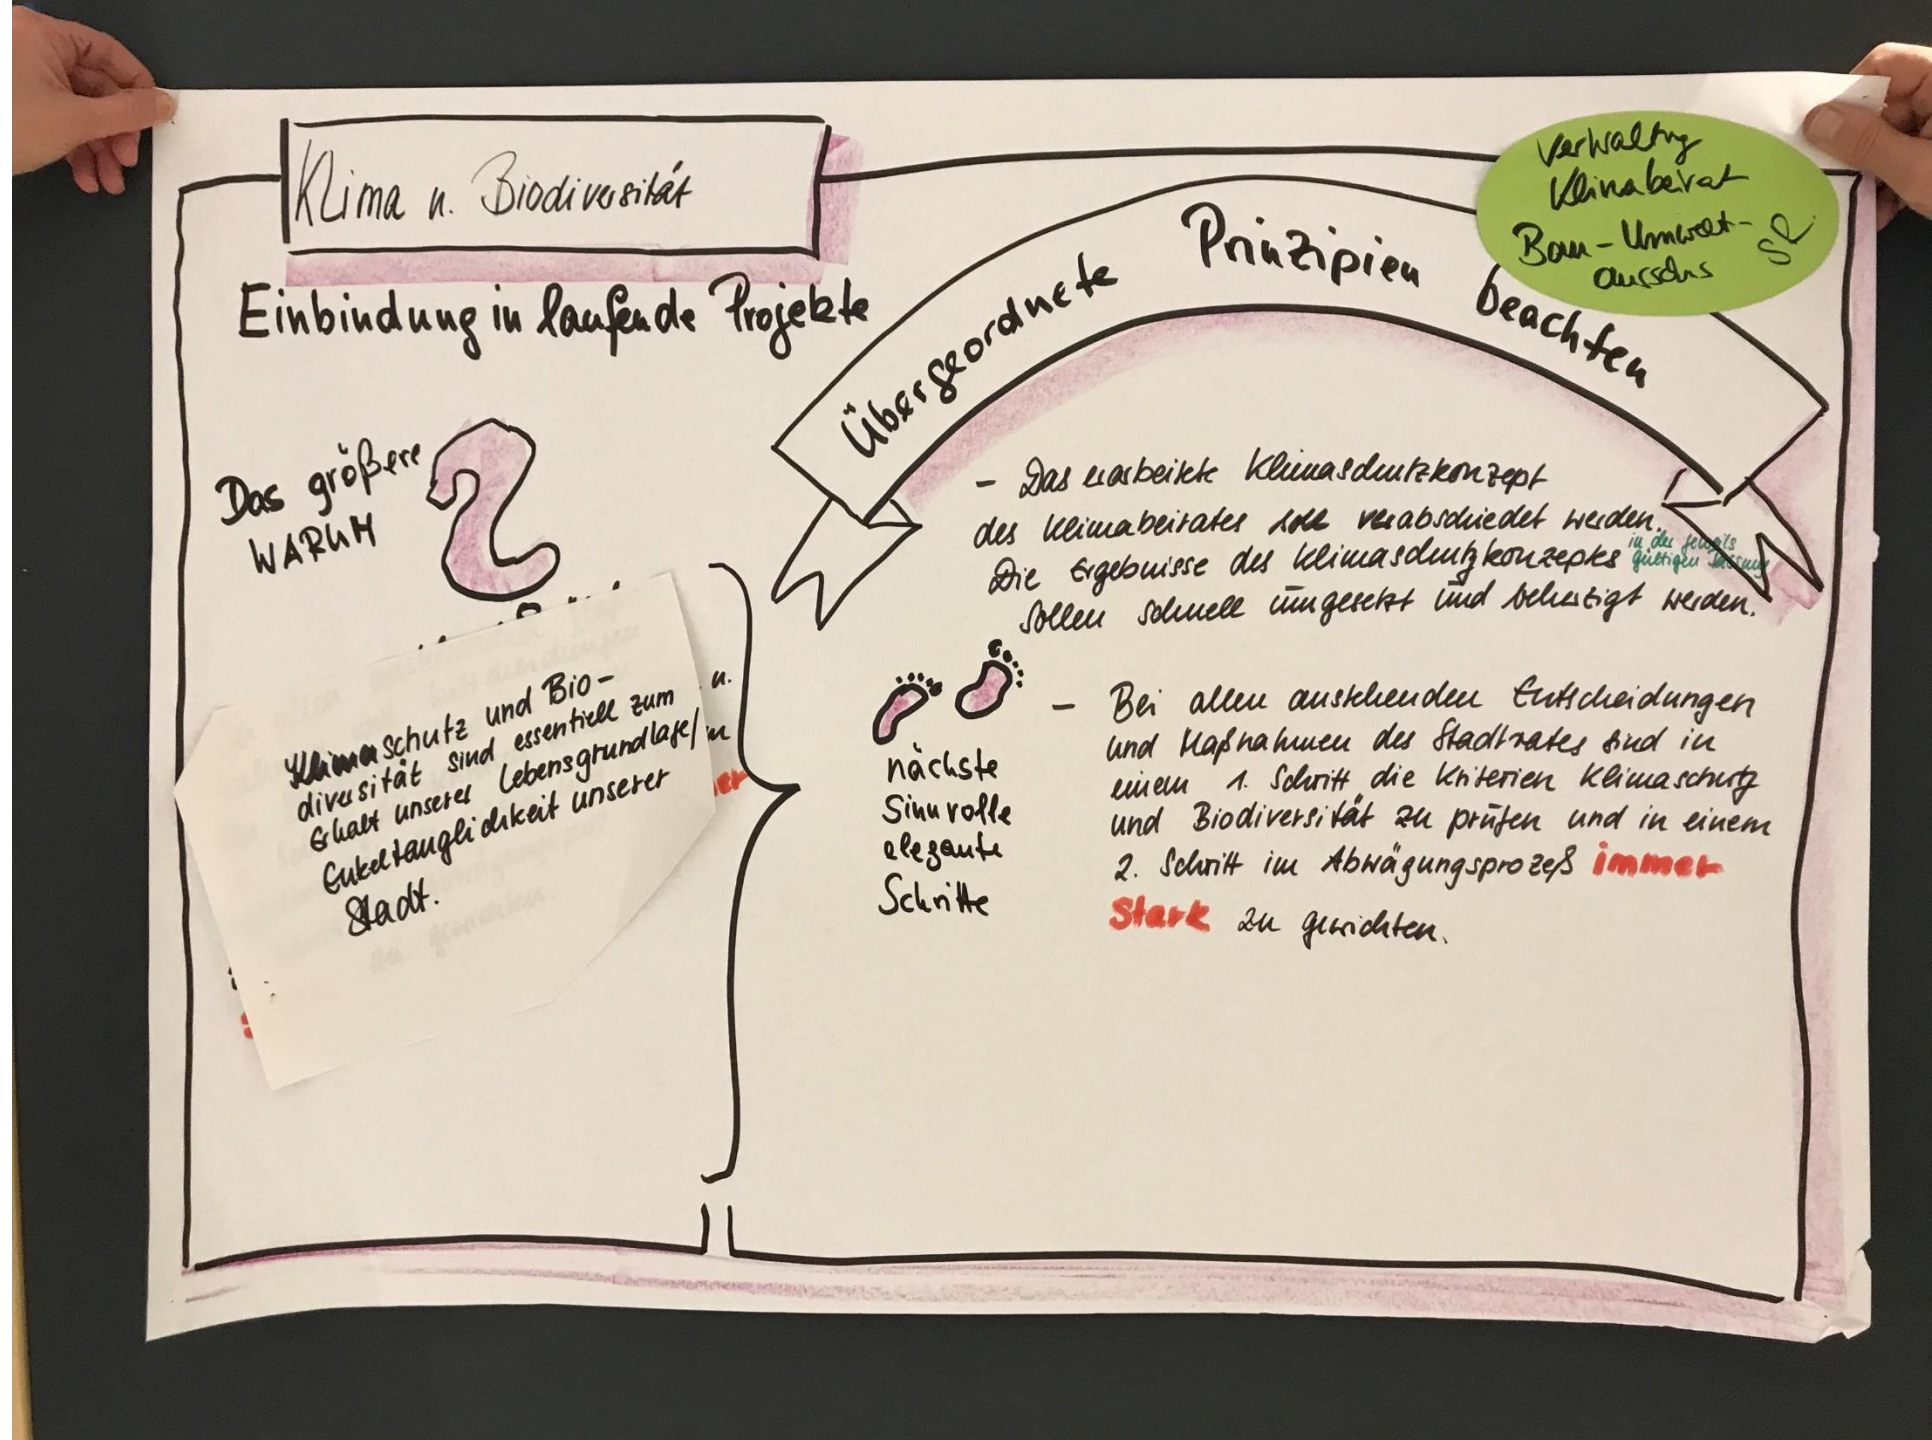 Klima u. Biodiversität
Einbindung in laufende Projekte
Übergeordnete Prinzipien beachten
Verwaltng
Klimabeirat
Bau-Umwelt-
ausschs
SR
Das größere
WARUM
Klimaschutz und Bio-
diversität sind essentiell zum
Erhalt unserer Lebensgrundlage/
Enkeltauglichkeit unserer
Stadt.
u.
- Das erarbeitete Klimaschutzkonzept
des Klimabeirates soll verabschiedet werden.
in der jeweils
gültigen Fassung
Die Ergebnisse des Klimaschutzkonzeptes
sollen schnell umgesetzt und beherzigt werden.
nächste
Sinnvolle
elegante
Schritte
- Bei allen anstehenden Entscheidungen
und Maßnahmen des Stadtrates sind in
einem 1. Schritt die Kriterien Klimaschutz
und Biodiversität zu prüfen und in einem
2. Schritt im Abwägungsprozeß immer
Stark zu gewichten.